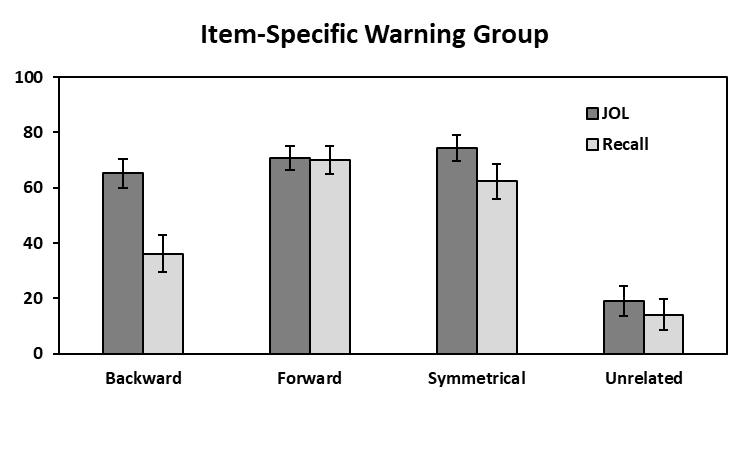 Item-Specific Warning Group
100
80
60
40
20
0
JOL
Recall
Backward
Forward
Symmetrical
Unrelated